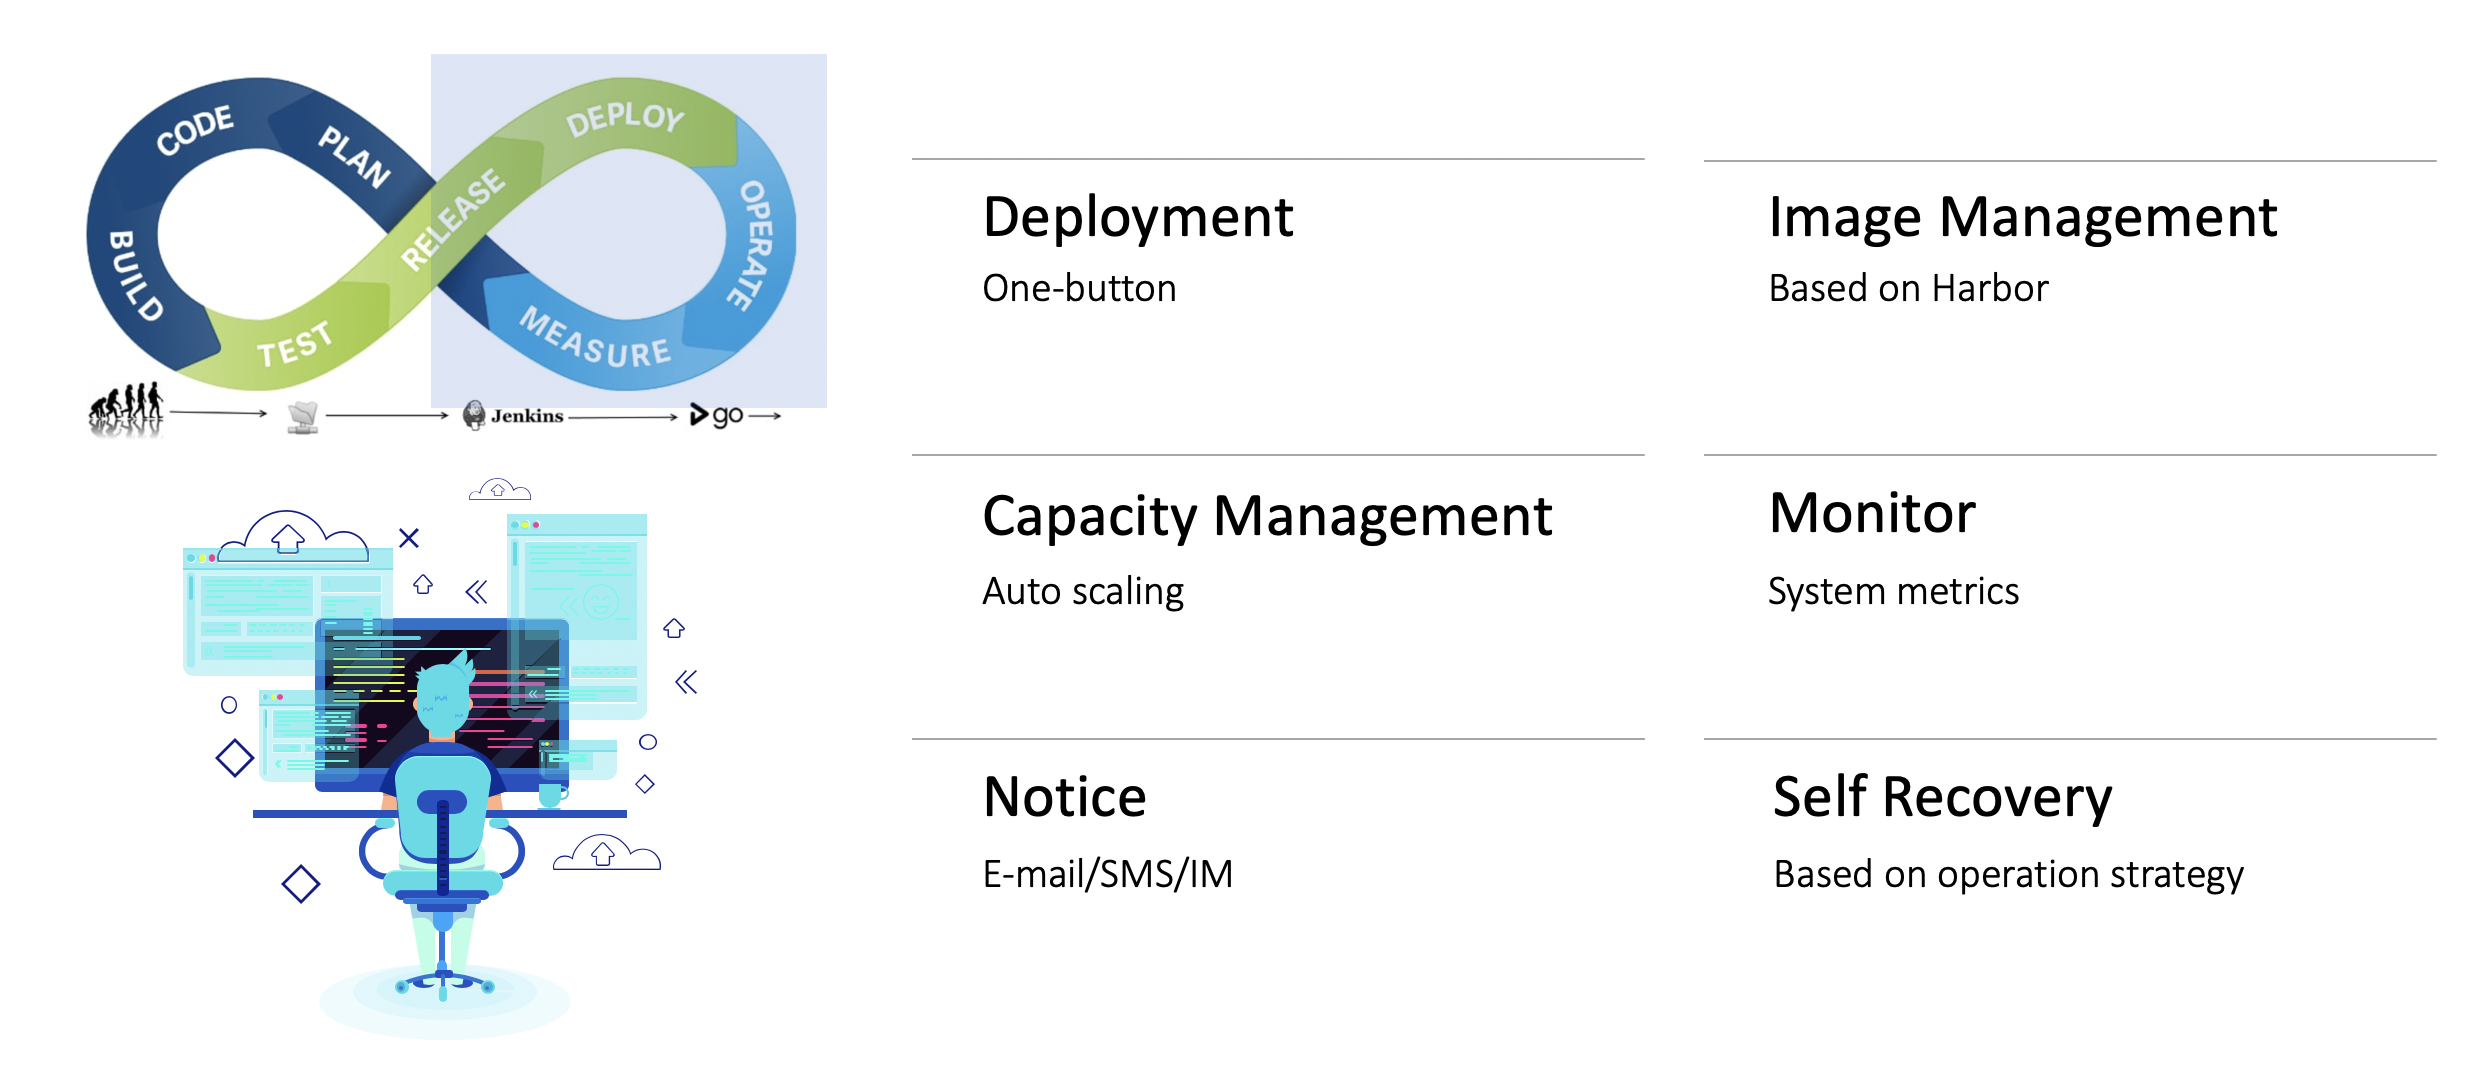 CODE
PLAN
BUILD
TEST
RELEASE
DEPLOY
OPERATE
MEASURE
Jenkins
go
Deployment
One-button
Image Management
Based on Harbor
Capacity Management
Auto scaling
Monitor
System metrics
Notice
E-mail/SMS/IM
Self Recovery
Based on operation strategy